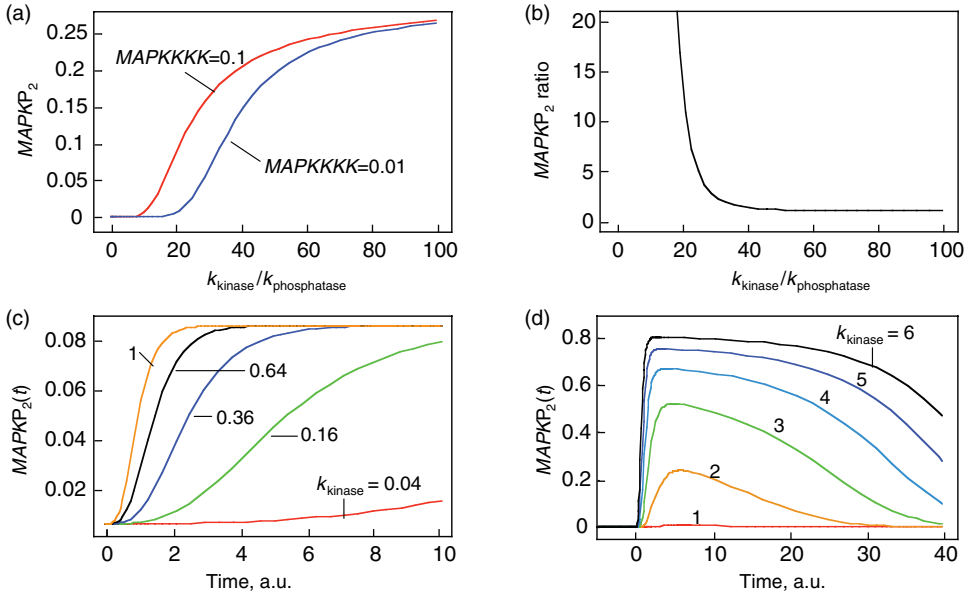 (a)
0.25
0.2
0.15
0.1
0.05
0
MAPKP2
MAPKKKK=0.1
MAPKKKK=0.01
0 20 40 60 80 100
kkinase/kphosphatase
(b)
20
15
10
5
0
MAPKP2 ratio
0 20 40 60 80 100
kkinase/kphosphatase
(c)
0.08
0.06
0.04
0.02
MAPKP2(t)
1
0.64
0.36
0.16
kkinase = 0.04
0 2 4 6 8 10
Time, a.u.
(d)
0.8
0.6
0.4
0.2
0
MAPKP2(t)
kkinase = 6
5
4
3
2
1
0 10 20 30 40
Time, a.u.